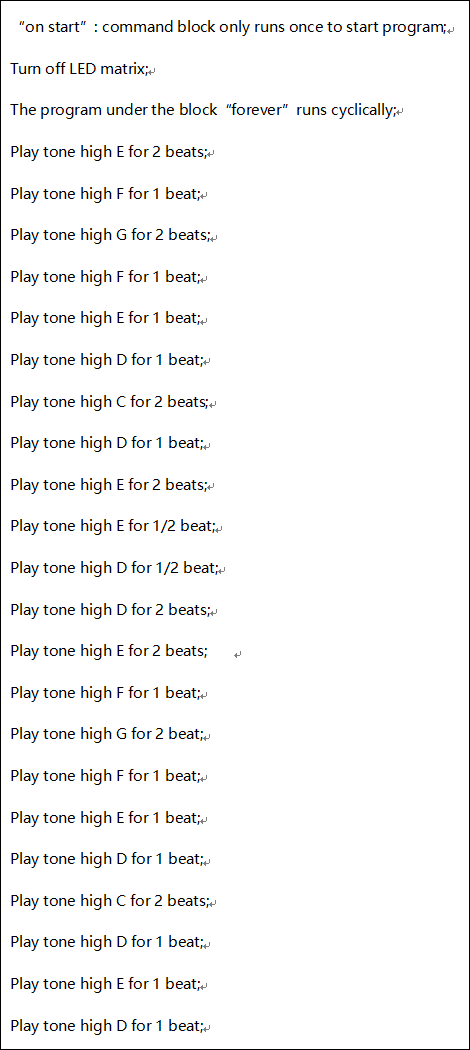 “on start”: command block only runs once to start program;
Turn off LED matrix;
The program under the block “forever” runs cyclically;
Play tone high E for 2 beats;
Play tone high F for 1 beat;
Play tone high G for 2 beats;
Play tone high F for 1 beat;
Play tone high E for 1 beat;
Play tone high D for 1 beat;
Play tone high C for 2 beats;
Play tone high D for 1 beat;
Play tone high E for 2 beats;
Play tone high E for 1/2 beat;
Play tone high D for 1/2 beat;
Play tone high D for 2 beats;
Play tone high E for 2 beats;
Play tone high F for 1 beat;
Play tone high G for 2 beat;
Play tone high F for 1 beat;
Play tone high E for 1 beat;
Play tone high D for 1 beat;
Play tone high C for 2 beats;
Play tone high D for 1 beat;
Play tone high E for 1 beat;
Play tone high D for 1 beat;